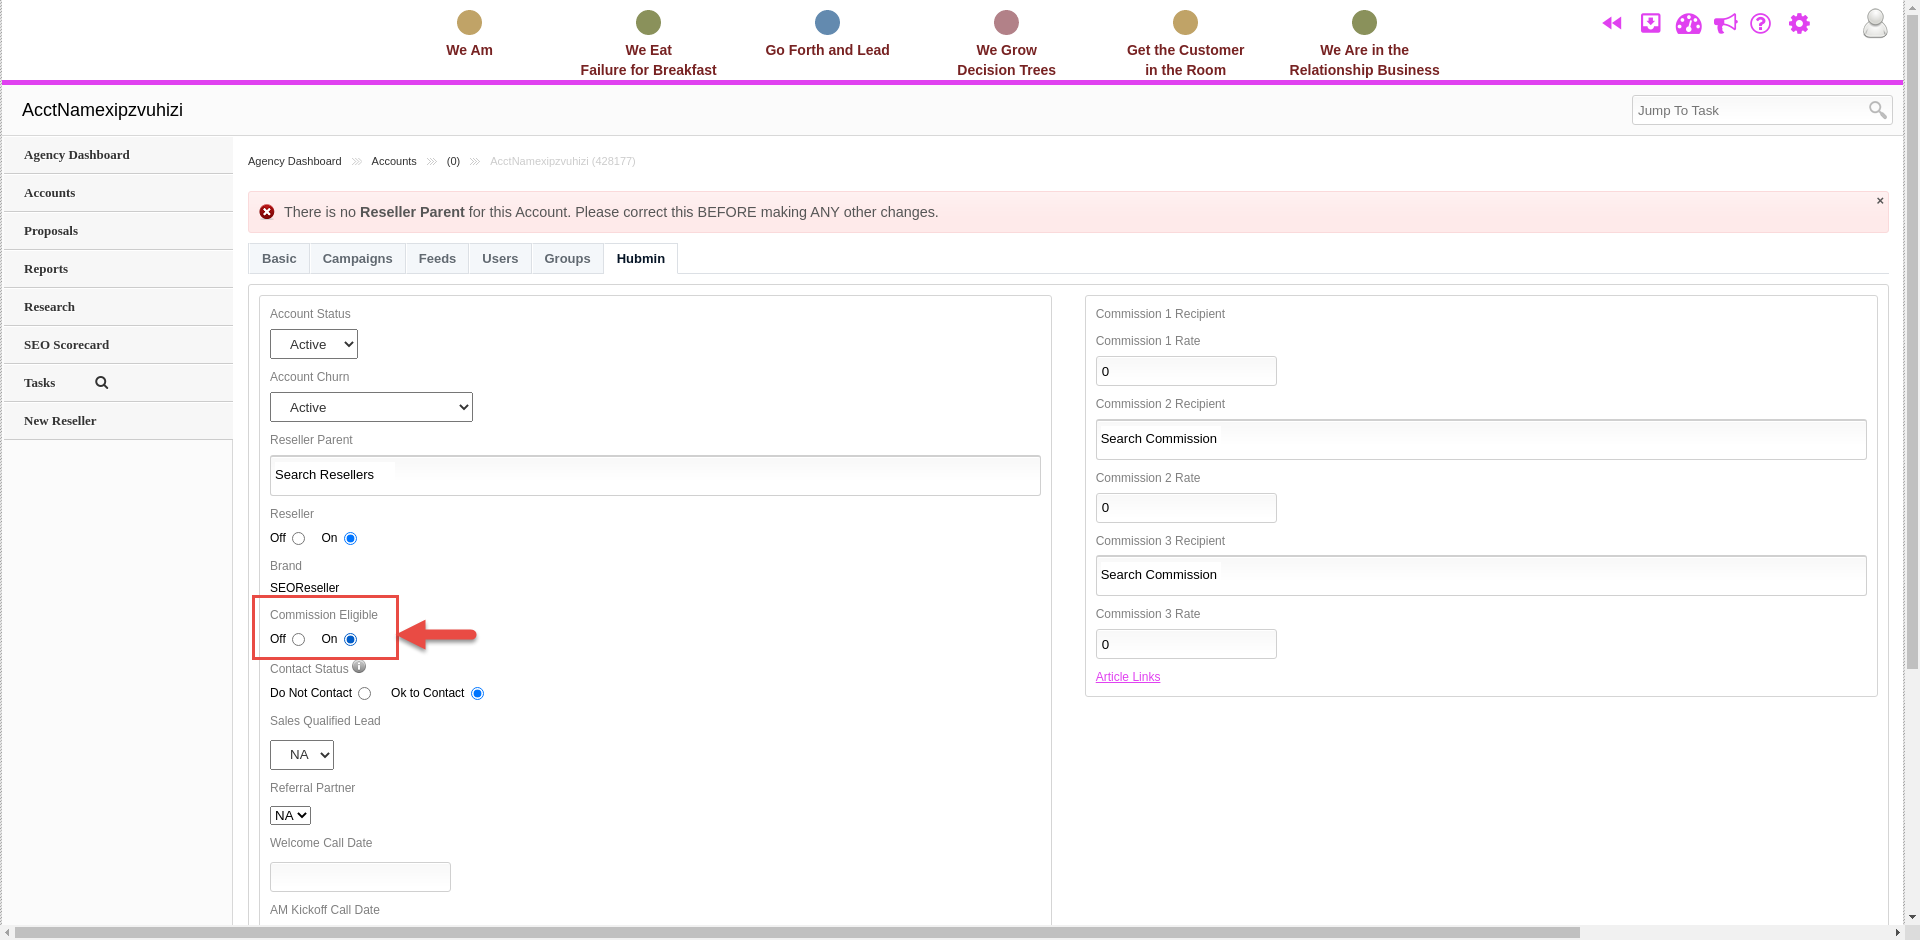 We Am
We Eat
Failure for Breakfast
Go Forth and Lead
We Grow
Decision Trees
Get the Customer
in the Room
We Are in the
Relationship Business
AcctNamexipzvuhizi
Jump To Task
Agency Dashboard
Accounts
Proposals
Reports
Research
SEO Scorecard
Tasks
New Reseller
Agency Dashboard Accounts (0) AcctNamexipzvuhizi (428177)
There is no Reseller Parent for this Account. Please correct this BEFORE making ANY other changes.
×
Basic Campaigns Feeds Users Groups Hubmin
Account Status
Active
Account Churn
Active
Reseller Parent
Search Resellers
Reseller
Off On
Brand
SEOReseller
Commission Eligible
Off On
Contact Status
Do Not Contact Ok to Contact
Sales Qualified Lead
NA
Referral Partner
NA
Welcome Call Date
AM Kickoff Call Date
Commission 1 Recipient
Commission 1 Rate
0
Commission 2 Recipient
Search Commission
Commission 2 Rate
0
Commission 3 Recipient
Search Commission
Commission 3 Rate
0
Article Links